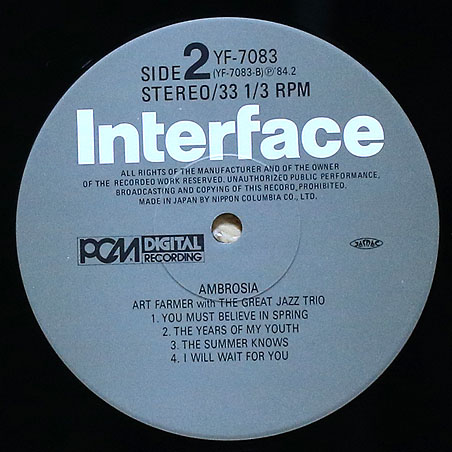 SIDE 2 YF-7083
(YF-7083-B) Ⓟ'84.2
STEREO/33 1/3 RPM
Interface
ALL RIGHTS OF THE MANUFACTURER AND OF THE OWNER
OF THE RECORDED WORK RESERVED. UNAUTHORIZED PUBLIC PERFORMANCE,
BROADCASTING AND COPYING OF THIS RECORD PROHIBITED.
MADE IN JAPAN BY NIPPON COLUMBIA CO., LTD.
PCM DIGITAL
RECORDING
JASRAC
AMBROSIA
ART FARMER with THE GREAT JAZZ TRIO
1. YOU MUST BELIEVE IN SPRING
2. THE YEARS OF MY YOUTH
3. THE SUMMER KNOWS
4. I WILL WAIT FOR YOU